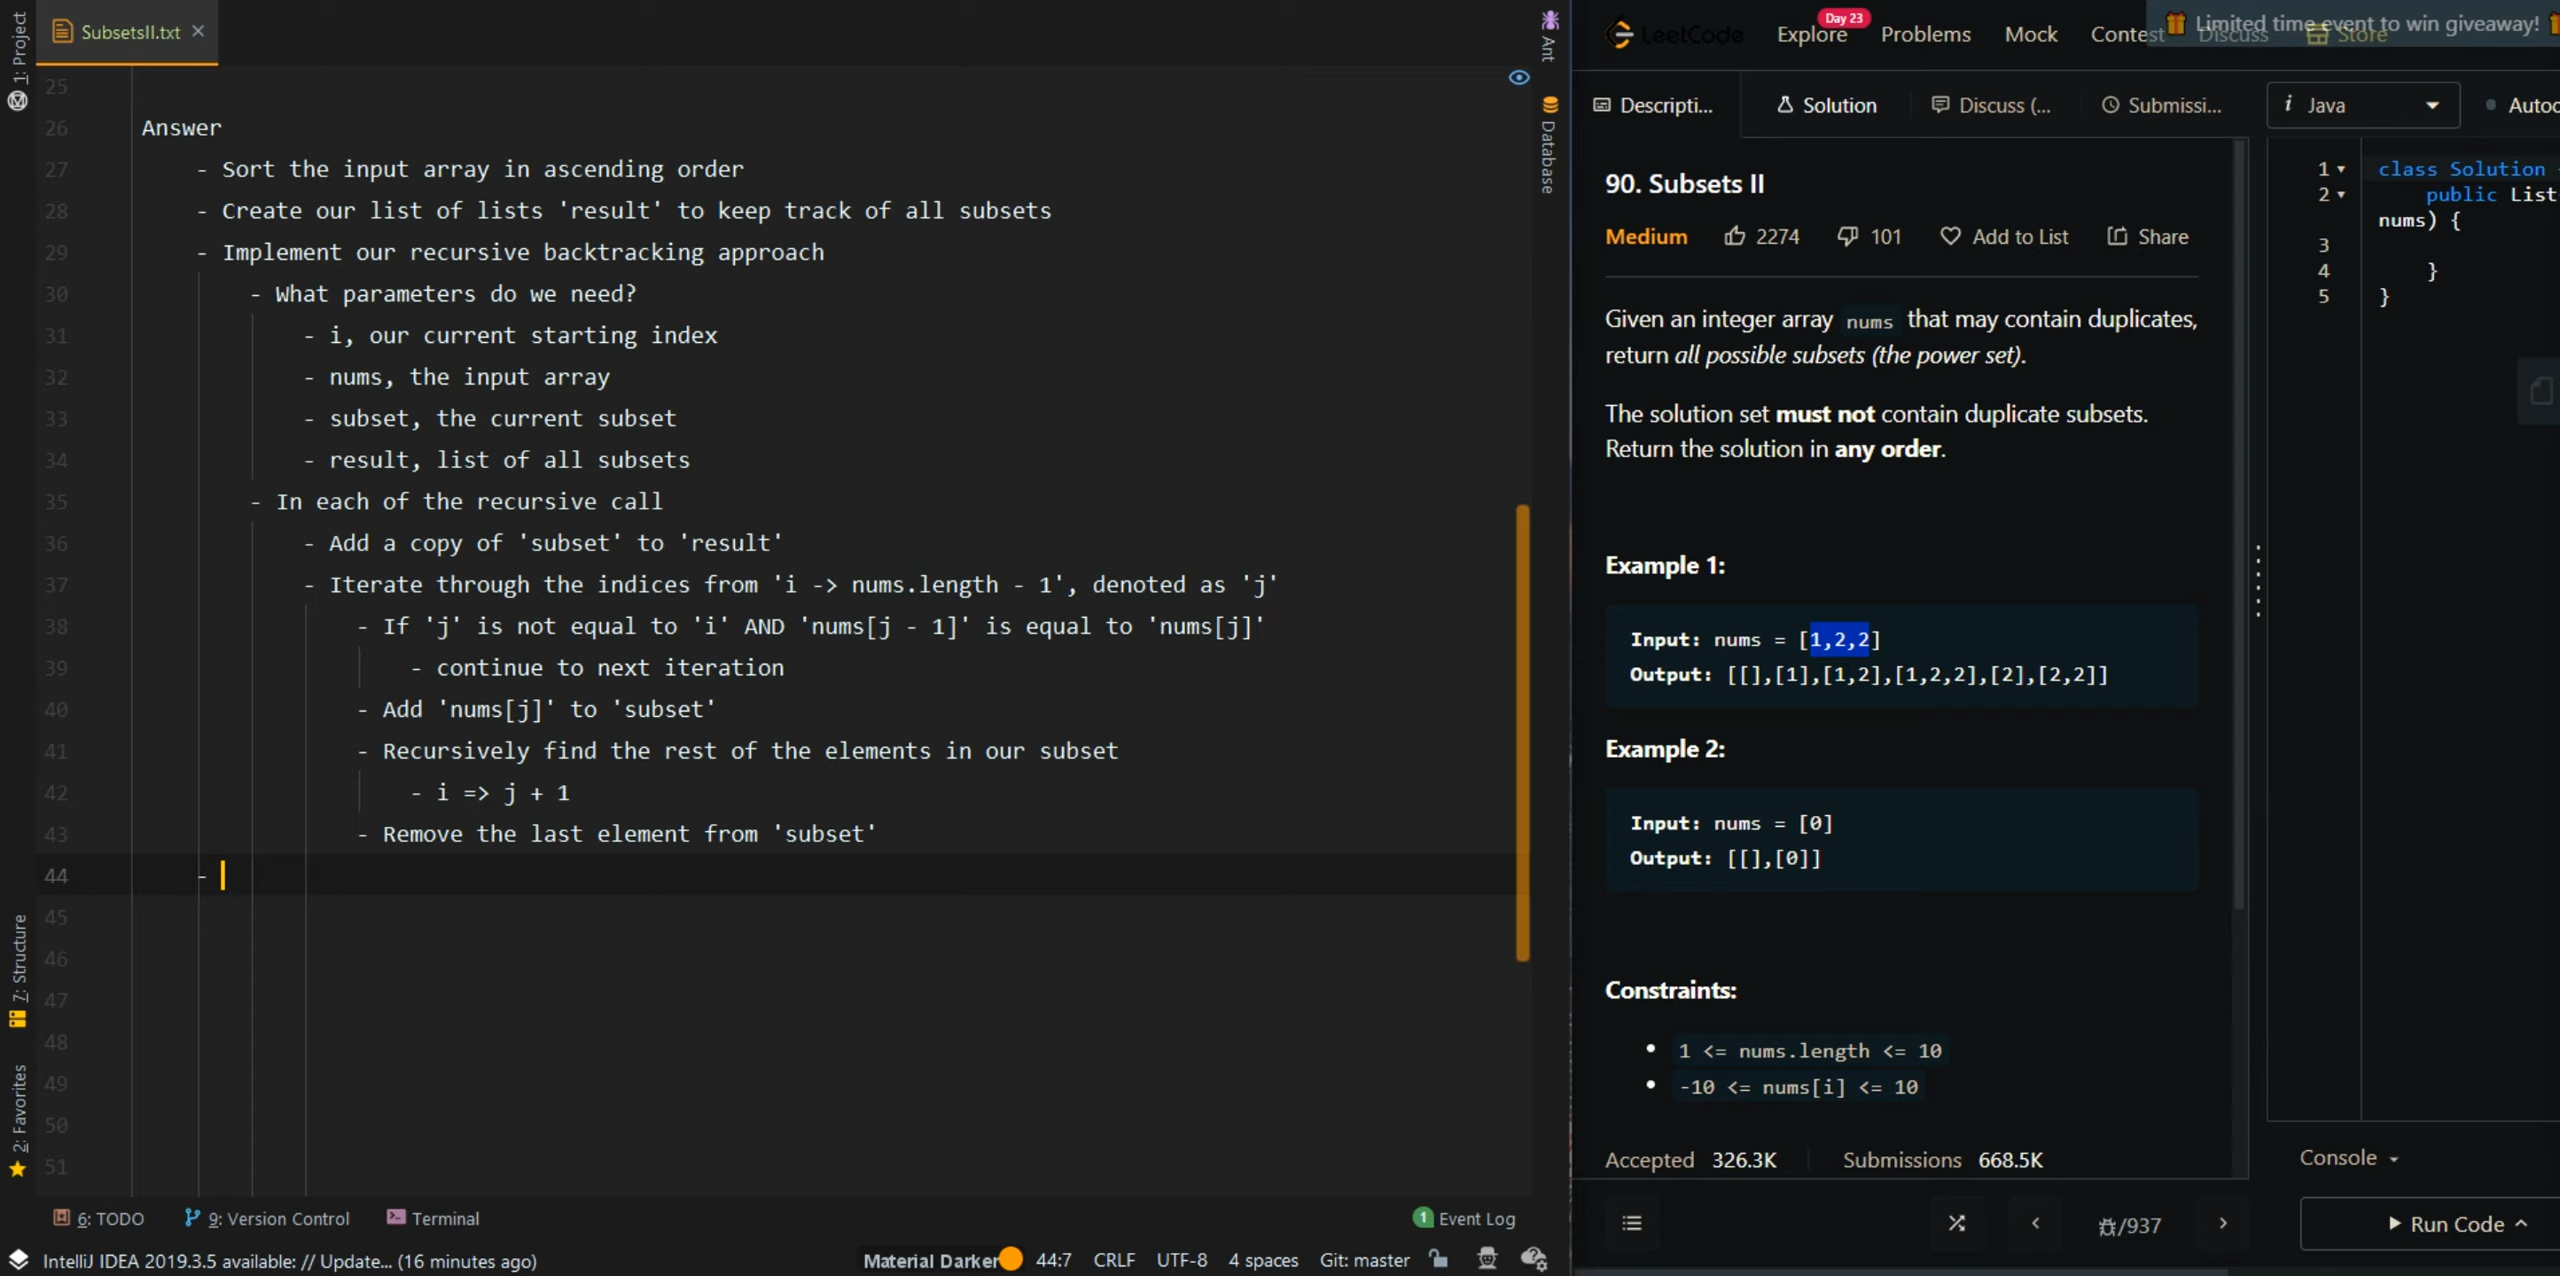 1: Project
SubsetsII.txt
25
26 Answer
27 - Sort the input array in ascending order
28 - Create our list of lists 'result' to keep track of all subsets
29 - Implement our recursive backtracking approach
30 - What parameters do we need?
31 - i, our current starting index
32 - nums, the input array
33 - subset, the current subset
34 - result, list of all subsets
35 - In each of the recursive call
36 - Add a copy of 'subset' to 'result'
37 - Iterate through the indices from 'i -> nums.length - 1', denoted as 'j'
38 - If 'j' is not equal to 'i' AND 'nums[j - 1]' is equal to 'nums[j]'
39 - continue to next iteration
40 - Add 'nums[j]' to 'subset'
41 - Recursively find the rest of the elements in our subset
42 - i => j + 1
43 - Remove the last element from 'subset'
44 -
45
46
47
48
49
50
51
7: Structure
2: Favorites
Ant
Database
6: TODO 9: Version Control Terminal 1 Event Log
IntelliJ IDEA 2019.3.5 available: // Update... (16 minutes ago) Material Darker 44:7 CRLF UTF-8 4 spaces Git: master
LeetCode Explore Day 23 Problems Mock Contest Discuss Store
Limited time event to win giveaway!
Descripti... Solution Discuss (... Submissi...
90. Subsets II
Medium 2274 101 Add to List Share
Given an integer array nums that may contain duplicates,
return all possible subsets (the power set).
The solution set must not contain duplicate subsets.
Return the solution in any order.
Example 1:
Input: nums = [1,2,2]
Output: [[],[1],[1,2],[1,2,2],[2],[2,2]]
Example 2:
Input: nums = [0]
Output: [[],[0]]
Constraints:
1 <= nums.length <= 10
-10 <= nums[i] <= 10
Accepted 326.3K Submissions 668.5K
/937
i Java Autoc
1 class Solution
2 public List
nums) {
3
4 }
5 }
Console
Run Code